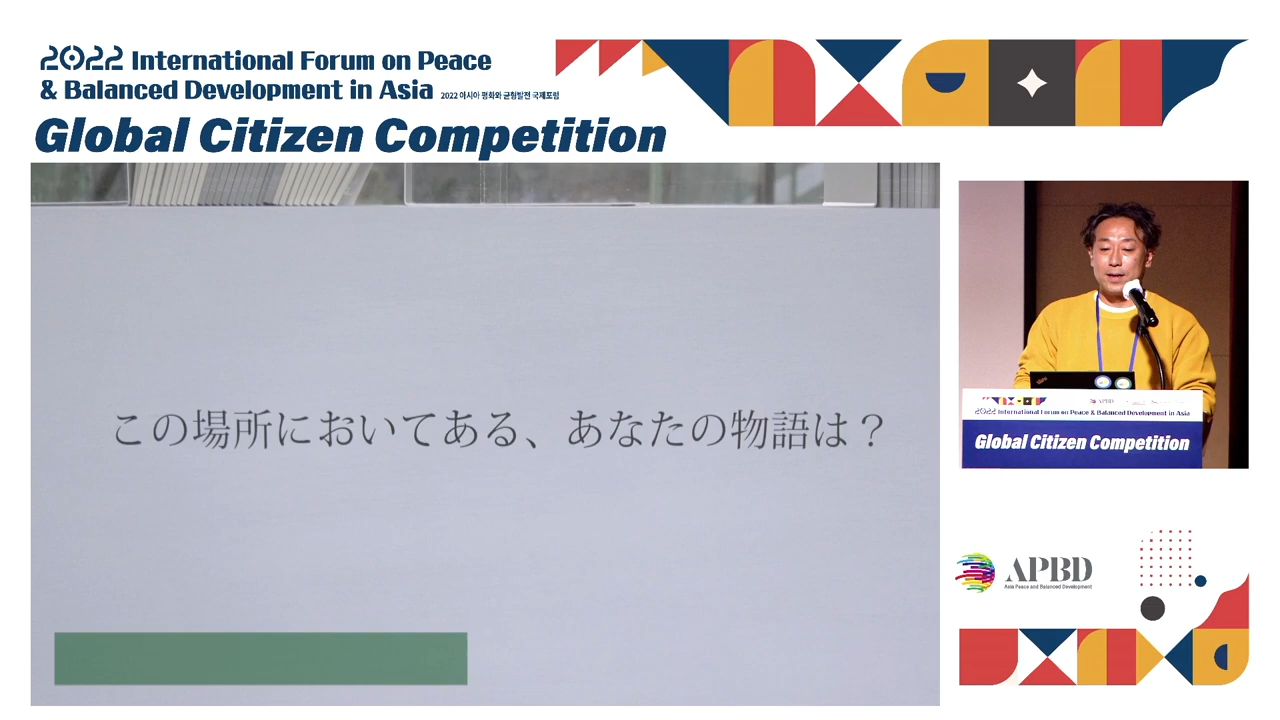 2022 International Forum on Peace
& Balanced Development in Asia 2022 아시아 평화와 균형발전 국제포럼
Global Citizen Competition
この場所においてある、あなたの物語は？
APBD
2022 International Forum on Peace & Balanced Development in Asia
Global Citizen Competition
APBD
Asia Peace and Balanced Development